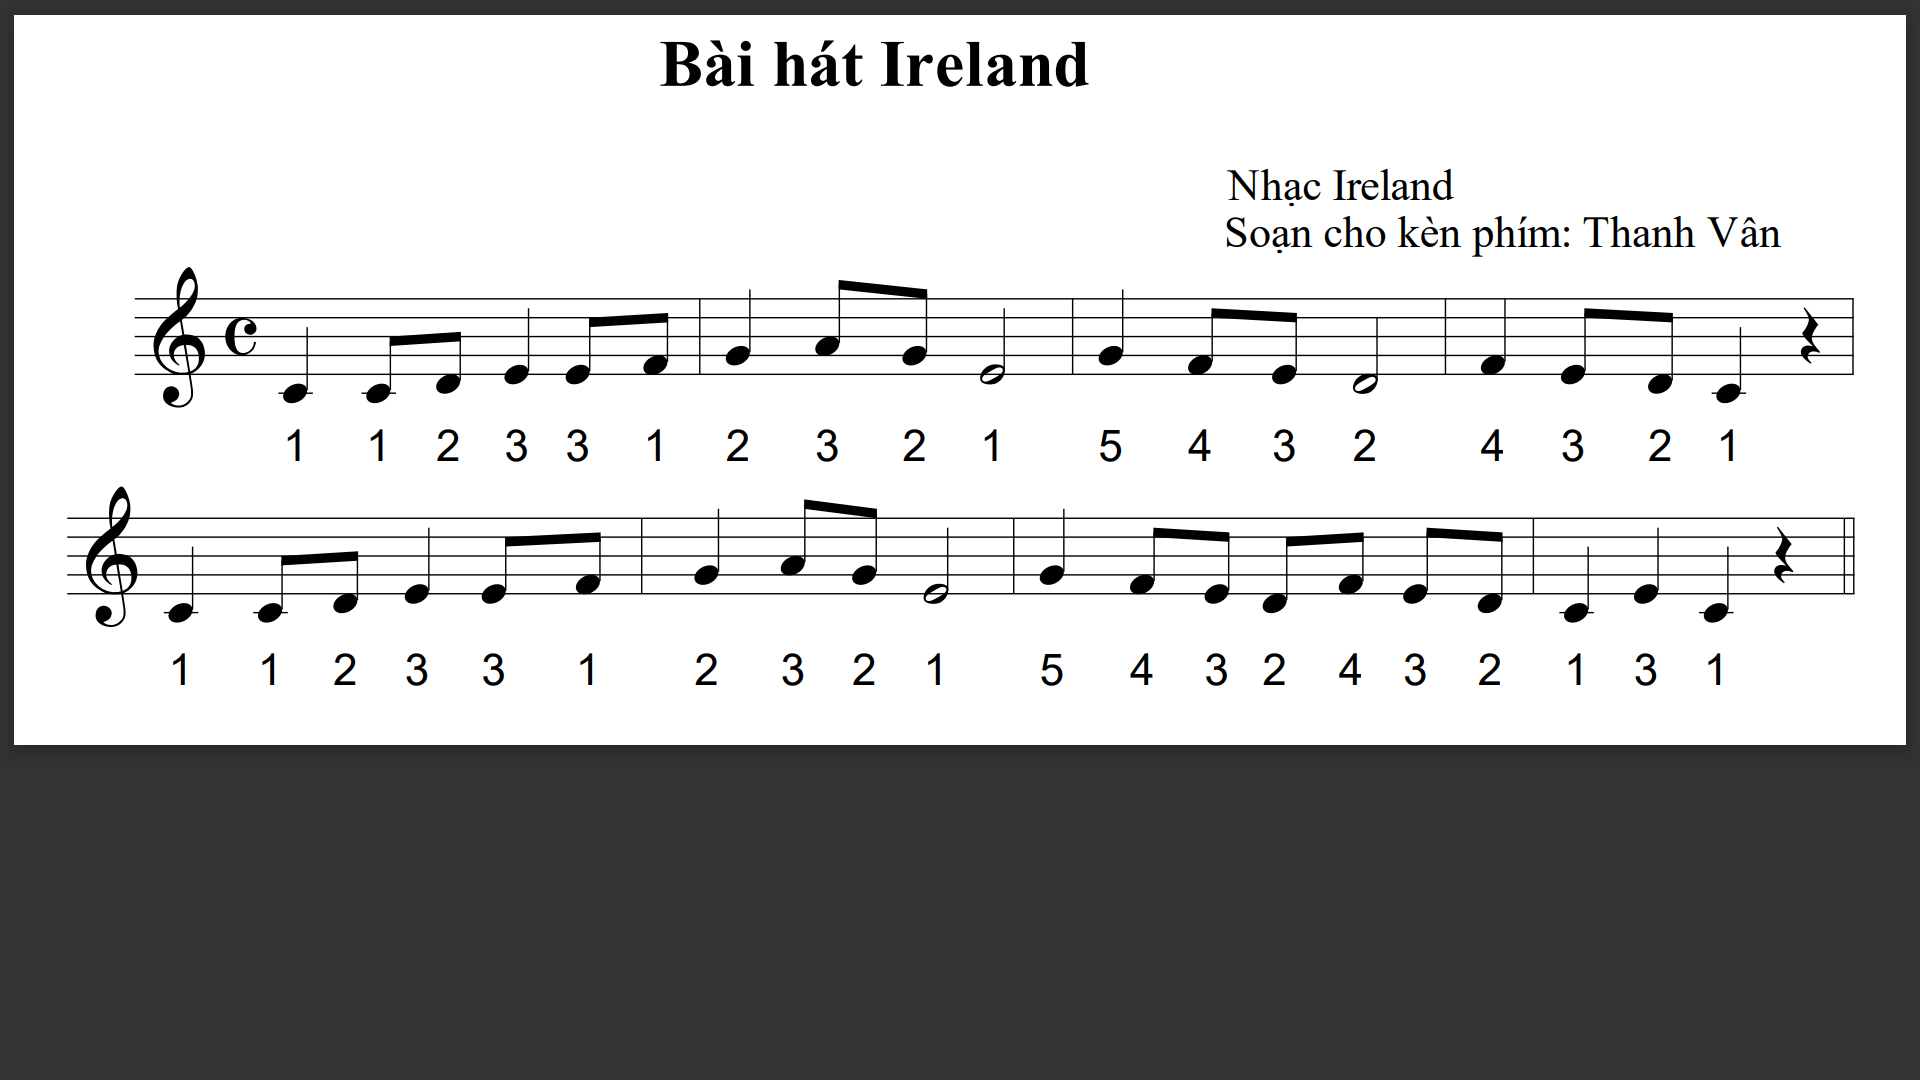 Bài hát Ireland
Nhạc Ireland
Soạn cho kèn phím: Thanh Vân
1 1 2 3 3 1 2 3 2 1 5 4 3 2 4 3 2 1
1 1 2 3 3 1 2 3 2 1 5 4 3 2 4 3 2 1 3 1